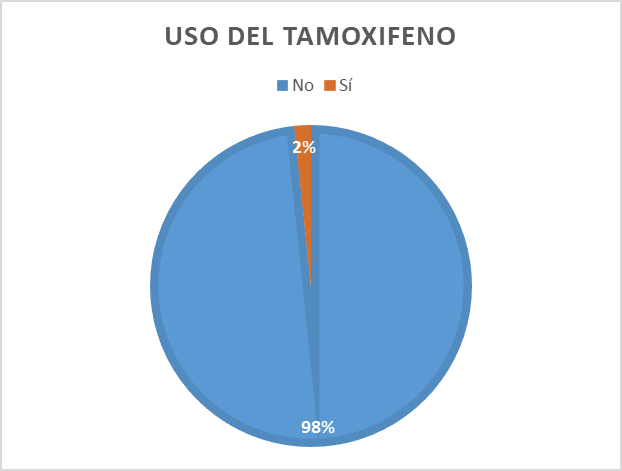 USO DEL TAMOXIFENO
No Sí
2%
98%